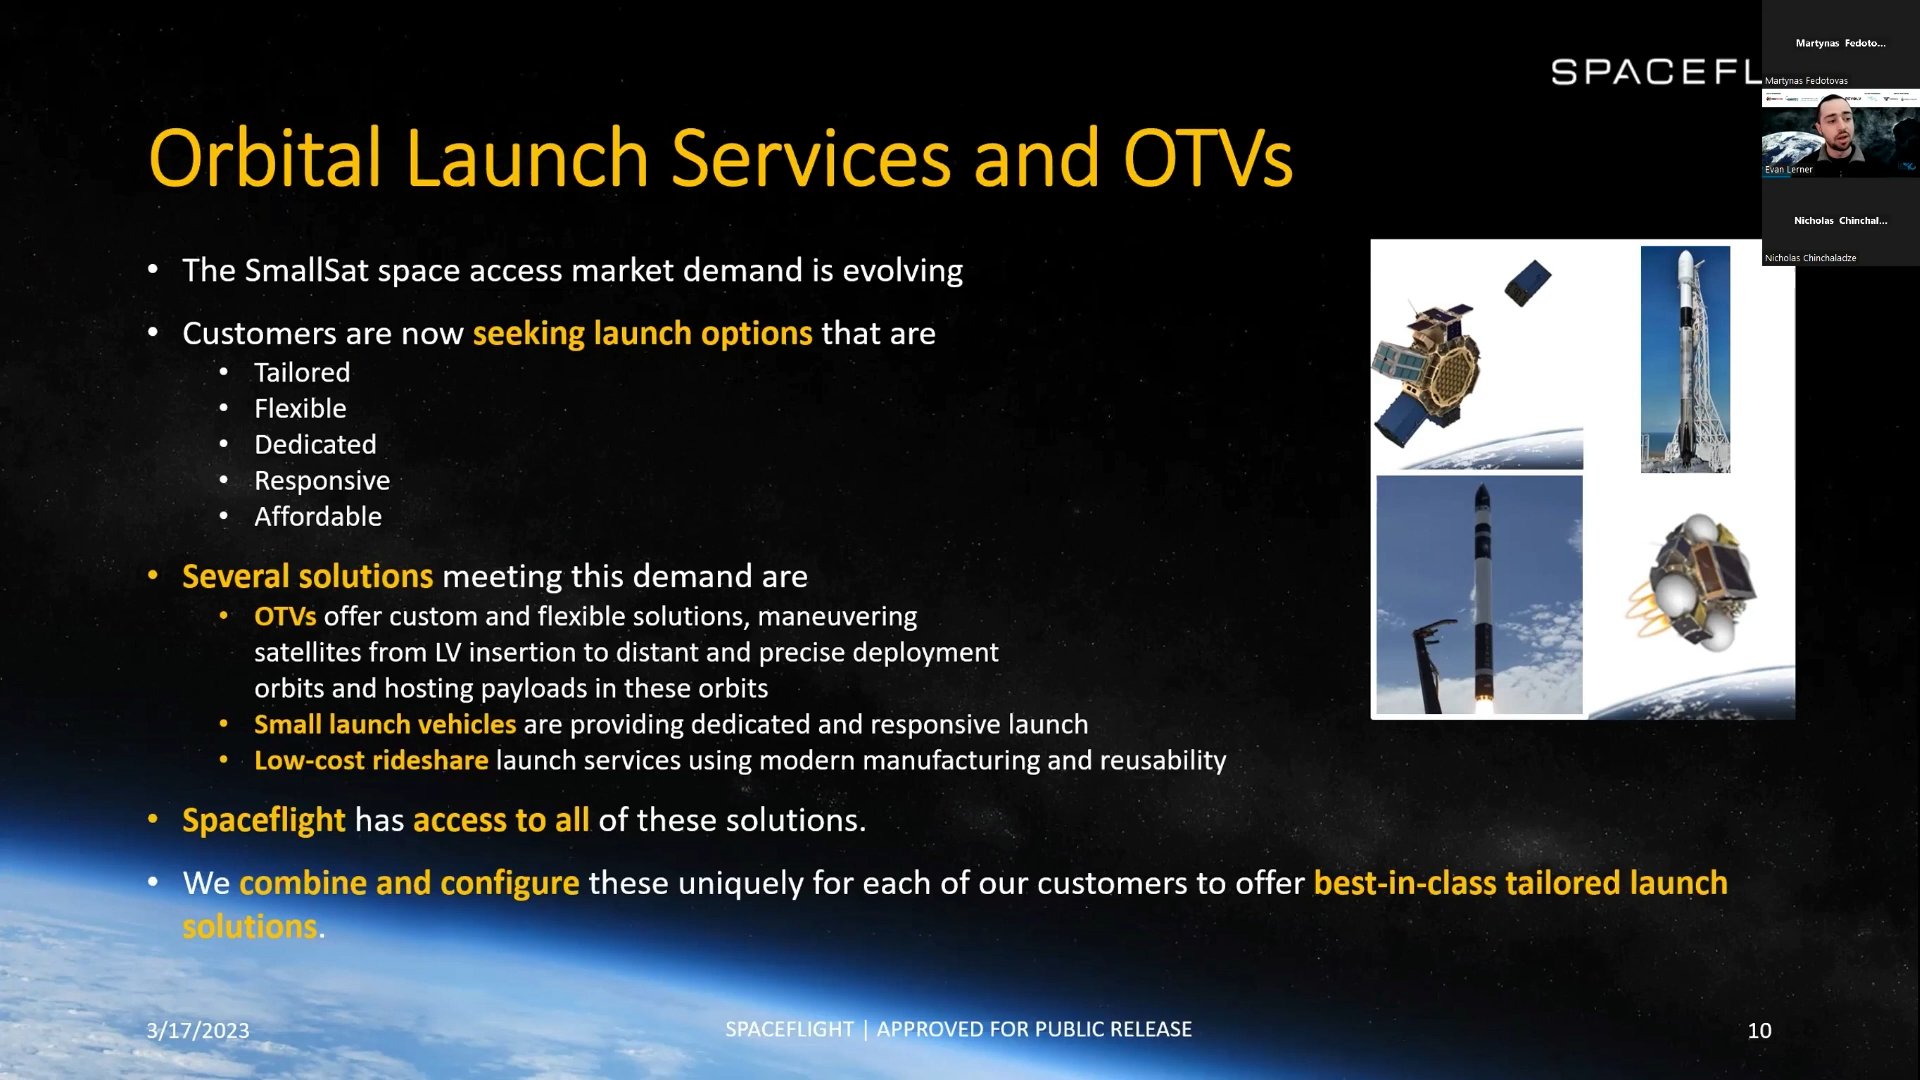 SPACEFL
Martynas Fedoto...
Martynas Fedotovas
Evan Lerner
Nicholas Chinchal...
Nicholas Chinchaladze
Orbital Launch Services and OTVs
• The SmallSat space access market demand is evolving
• Customers are now seeking launch options that are
• Tailored
• Flexible
• Dedicated
• Responsive
• Affordable
• Several solutions meeting this demand are
• OTVs offer custom and flexible solutions, maneuvering
satellites from LV insertion to distant and precise deployment
orbits and hosting payloads in these orbits
• Small launch vehicles are providing dedicated and responsive launch
• Low-cost rideshare launch services using modern manufacturing and reusability
• Spaceflight has access to all of these solutions.
• We combine and configure these uniquely for each of our customers to offer best-in-class tailored launch
solutions.
3/17/2023
SPACEFLIGHT | APPROVED FOR PUBLIC RELEASE
10